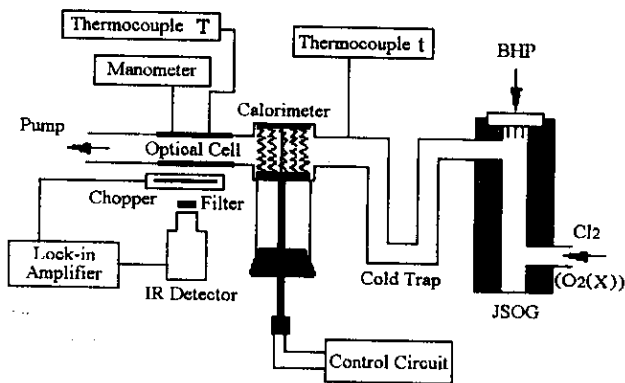 Thermocouple T
Thermocouple t
BHP
Manometer
Calorimeter
Pump
Optical Cell
Chopper
Filter
Cl2
Lock-in
Amplifier
Cold Trap
(O2(X))
IR Detector
JSOG
Control Circuit